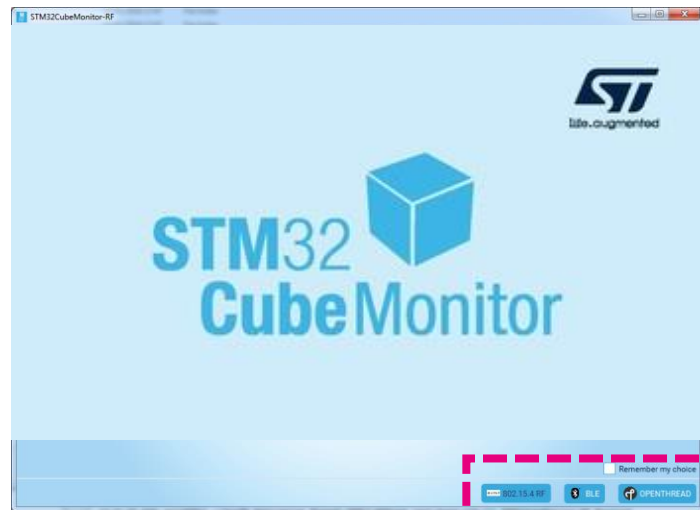 STM32CubeMonitor-RF
life.augmented
STM32
CubeMonitor
Remember my choice
802.15.4 RF
BLE
OPENTHREAD